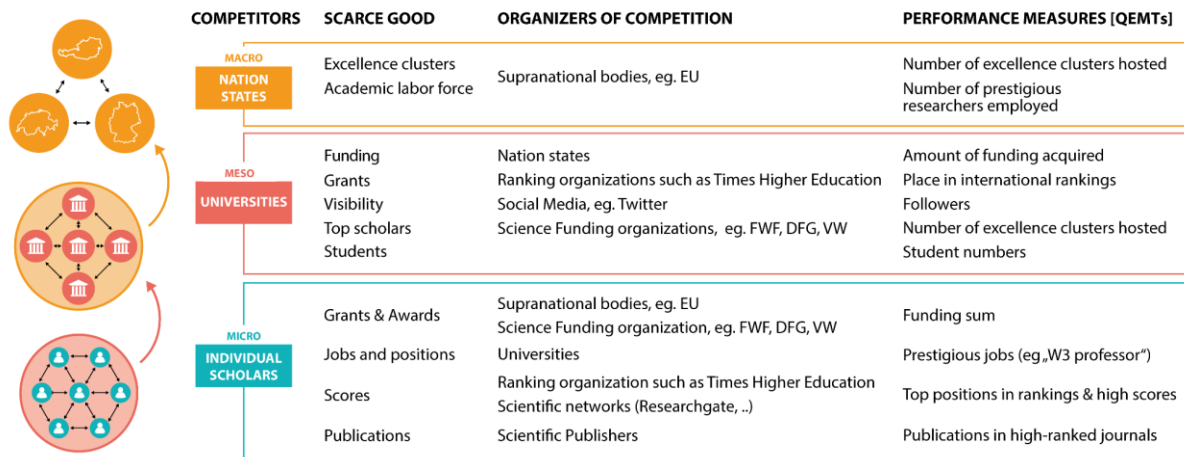 COMPETITORS SCARCE GOOD ORGANIZERS OF COMPETITION PERFORMANCE MEASURES [QEMTs]
MACRO
NATION
STATES
Excellence clusters
Academic labor force
Supranational bodies, eg. EU
Number of excellence clusters hosted
Number of prestigious
researchers employed
MESO
UNIVERSITIES
Funding Nation states Amount of funding acquired
Grants Ranking organizations such as Times Higher Education Place in international rankings
Visibility Social Media, eg. Twitter Followers
Top scholars Science Funding organizations, eg. FWF, DFG, VW Number of excellence clusters hosted
Students Student numbers
MICRO
INDIVIDUAL
SCHOLARS
Grants & Awards
Supranational bodies, eg. EU
Science Funding organization, eg. FWF, DFG, VW
Funding sum
Jobs and positions Universities Prestigious jobs (eg „W3 professor“)
Scores
Ranking organization such as Times Higher Education
Scientific networks (Researchgate, ..)
Top positions in rankings & high scores
Publications Scientific Publishers Publications in high-ranked journals